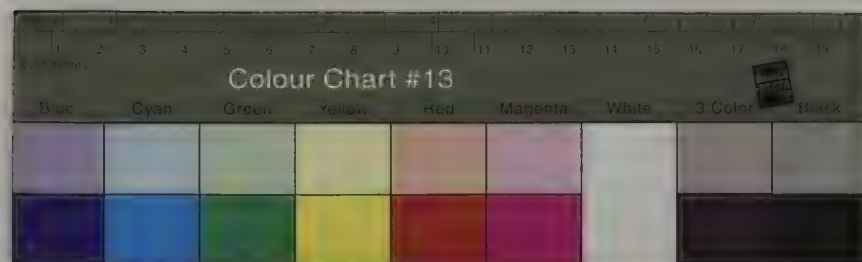 1 2 3 4 5 6 7 8 9 10 11 12 13 14 15 16 17 18 19
Centimetres
Colour Chart #13
Blue Cyan Green Yellow Red Magenta White 3/Color Black